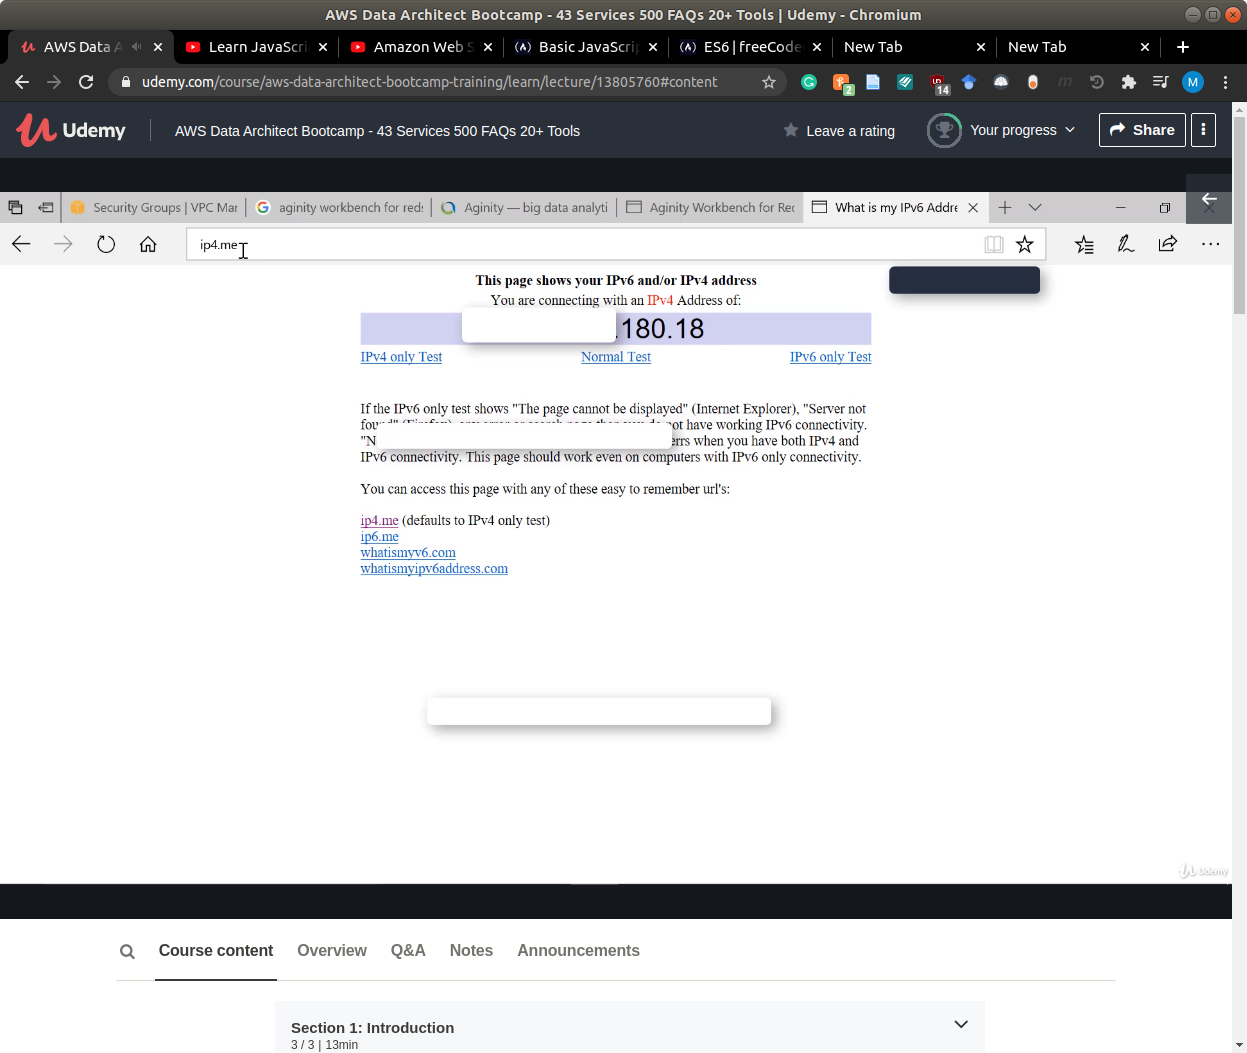 AWS Data Architect Bootcamp - 43 Services 500 FAQs 20+ Tools | Udemy - Chromium
AWS Data A
Learn JavaScri
Amazon Web S
Basic JavaScrip
ES6 | freeCode
New Tab
New Tab
udemy.com/course/aws-data-architect-bootcamp-training/learn/lecture/13805760#content
2
14
M
Udemy
AWS Data Architect Bootcamp - 43 Services 500 FAQs 20+ Tools
Leave a rating
Your progress
Share
Security Groups | VPC Mar
aginity workbench for reds
Aginity — big data analyti
Aginity Workbench for Rec
What is my IPv6 Addre
ip4.me
This page shows your IPv6 and/or IPv4 address
You are connecting with an IPv4 Address of:
.180.18
IPv4 only Test
Normal Test
IPv6 only Test
If the IPv6 only test shows "The page cannot be displayed" (Internet Explorer), "Server not
not have working IPv6 connectivity.
when you have both IPv4 and
IPv6 connectivity. This page should work even on computers with IPv6 only connectivity.
You can access this page with any of these easy to remember url's:
ip4.me (defaults to IPv4 only test)
ip6.me
whatismyv6.com
whatismyipv6address.com
Udemy
Course content
Overview
Q&A
Notes
Announcements
Section 1: Introduction
3 / 3 | 13min